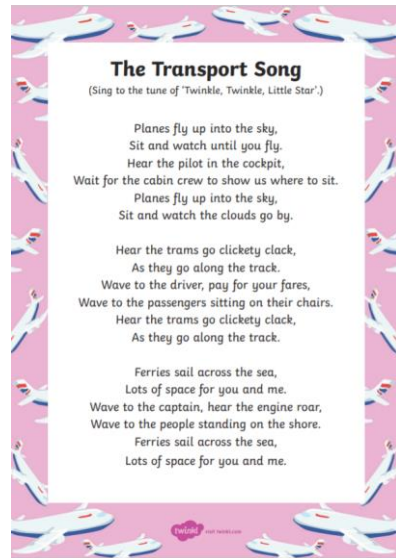 The Transport Song
(Sing to the tune of 'Twinkle, Twinkle, Little Star'.)
Planes fly up into the sky,
Sit and watch until you fly.
Hear the pilot in the cockpit,
Wait for the cabin crew to show us where to sit.
Planes fly up into the sky,
Sit and watch the clouds go by.
Hear the trams go clickety clack,
As they go along the track.
Wave to the driver, pay for your fares,
Wave to the passengers sitting on their chairs.
Hear the trams go clickety clack,
As they go along the track.
Ferries sail across the sea,
Lots of space for you and me.
Wave to the captain, hear the engine roar,
Wave to the people standing on the shore.
Ferries sail across the sea,
Lots of space for you and me.
twinkl visit twinkl.com